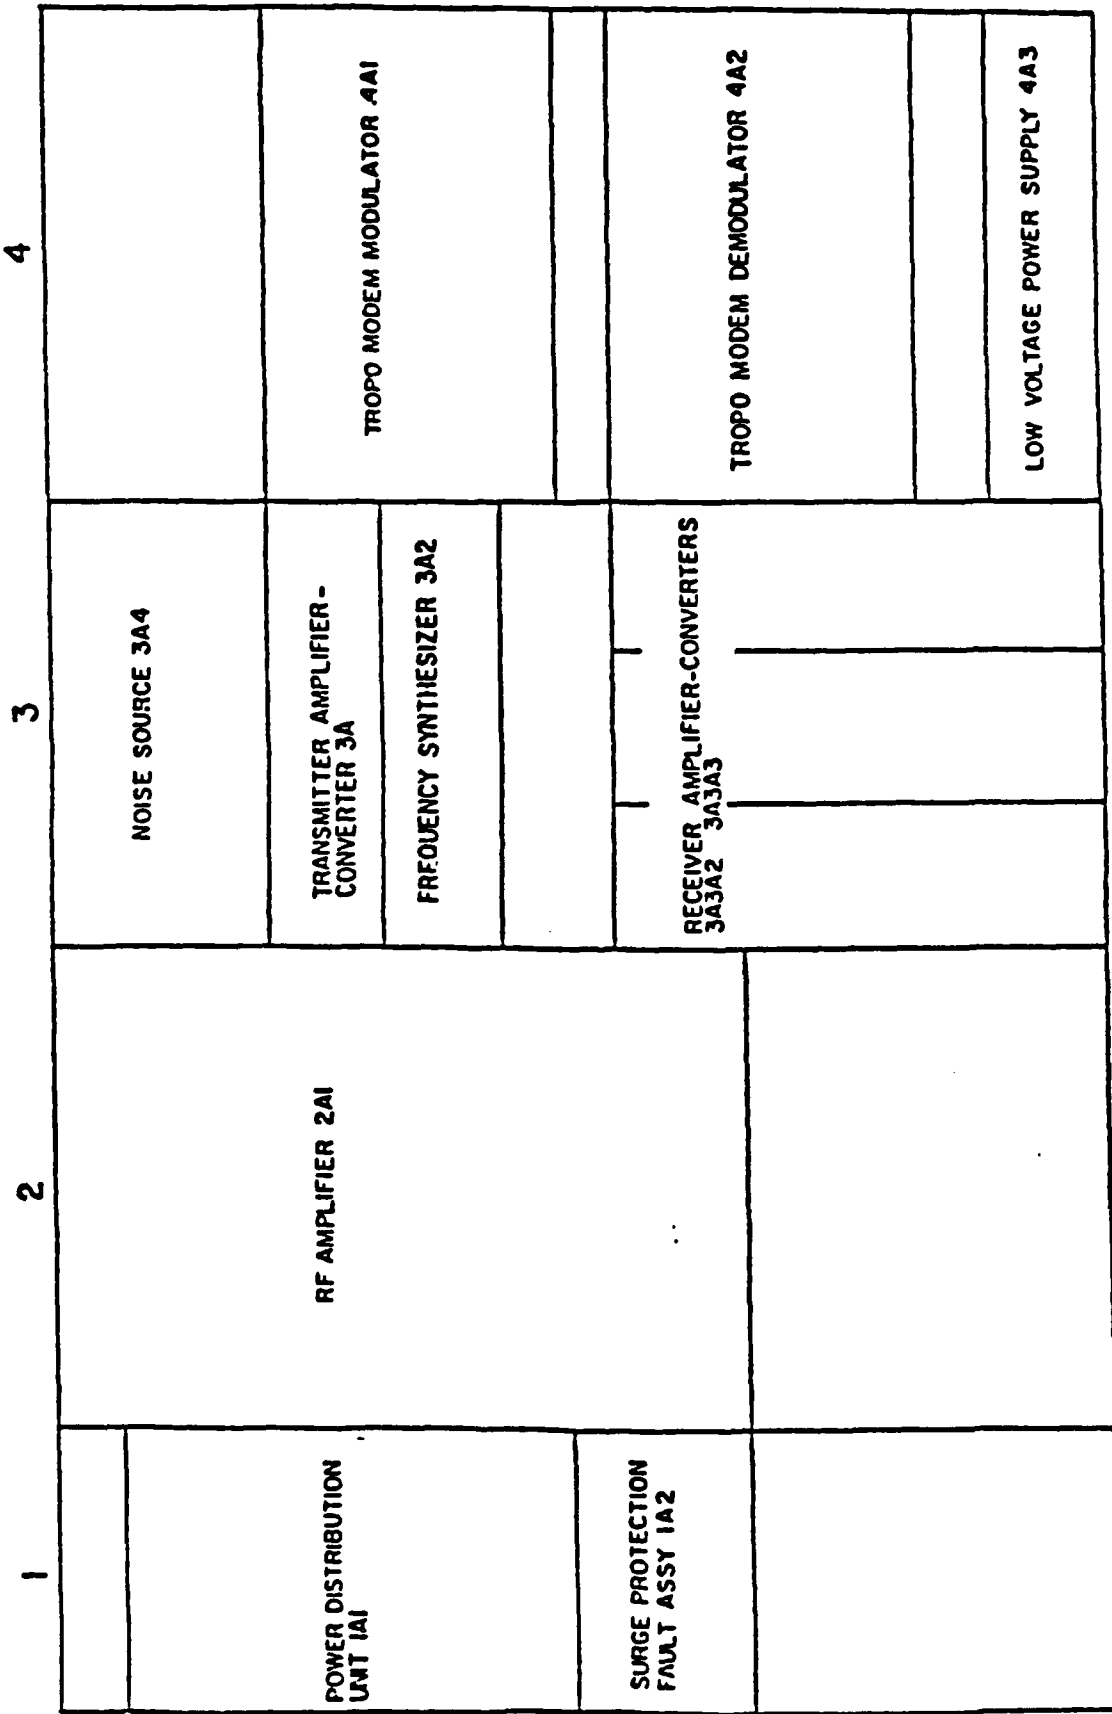 1
2
3
4
POWER DISTRIBUTION
UNIT 1A1
SURGE PROTECTION
FAULT ASSY 1A2
RF AMPLIFIER 2A1
NOISE SOURCE 3A4
TRANSMITTER AMPLIFIER-
CONVERTER 3A
FREQUENCY SYNTHESIZER 3A2
RECEIVER AMPLIFIER-CONVERTERS
3A3A2 3A3A3
TROPO MODEM MODULATOR 4A1
TROPO MODEM DEMODULATOR 4A2
LOW VOLTAGE POWER SUPPLY 4A3